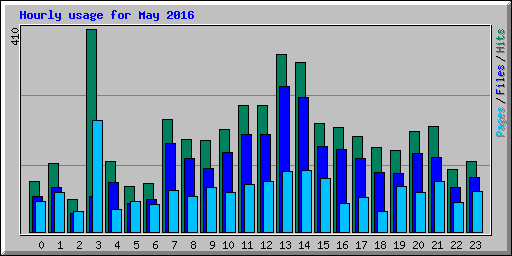 Hourly usage for May 2016
410
Pages/Files/Hits
0 1 2 3 4 5 6 7 8 9 10 11 12 13 14 15 16 17 18 19 20 21 22 23